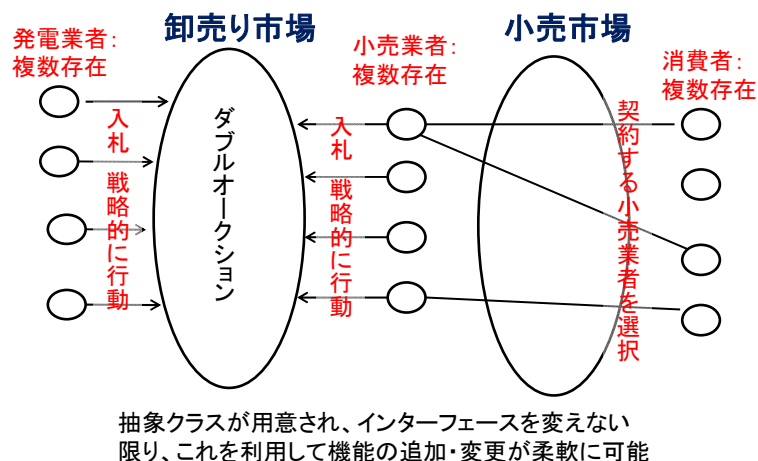 卸売り市場
小売市場
発電業者:
複数存在
小売業者:
複数存在
消費者:
複数存在
入札 戦略的に行動
ダブルオークション
入札 戦略的に行動
契約する小売業者を選択
抽象クラスが用意され、インターフェースを変えない
限り、これを利用して機能の追加・変更が柔軟に可能